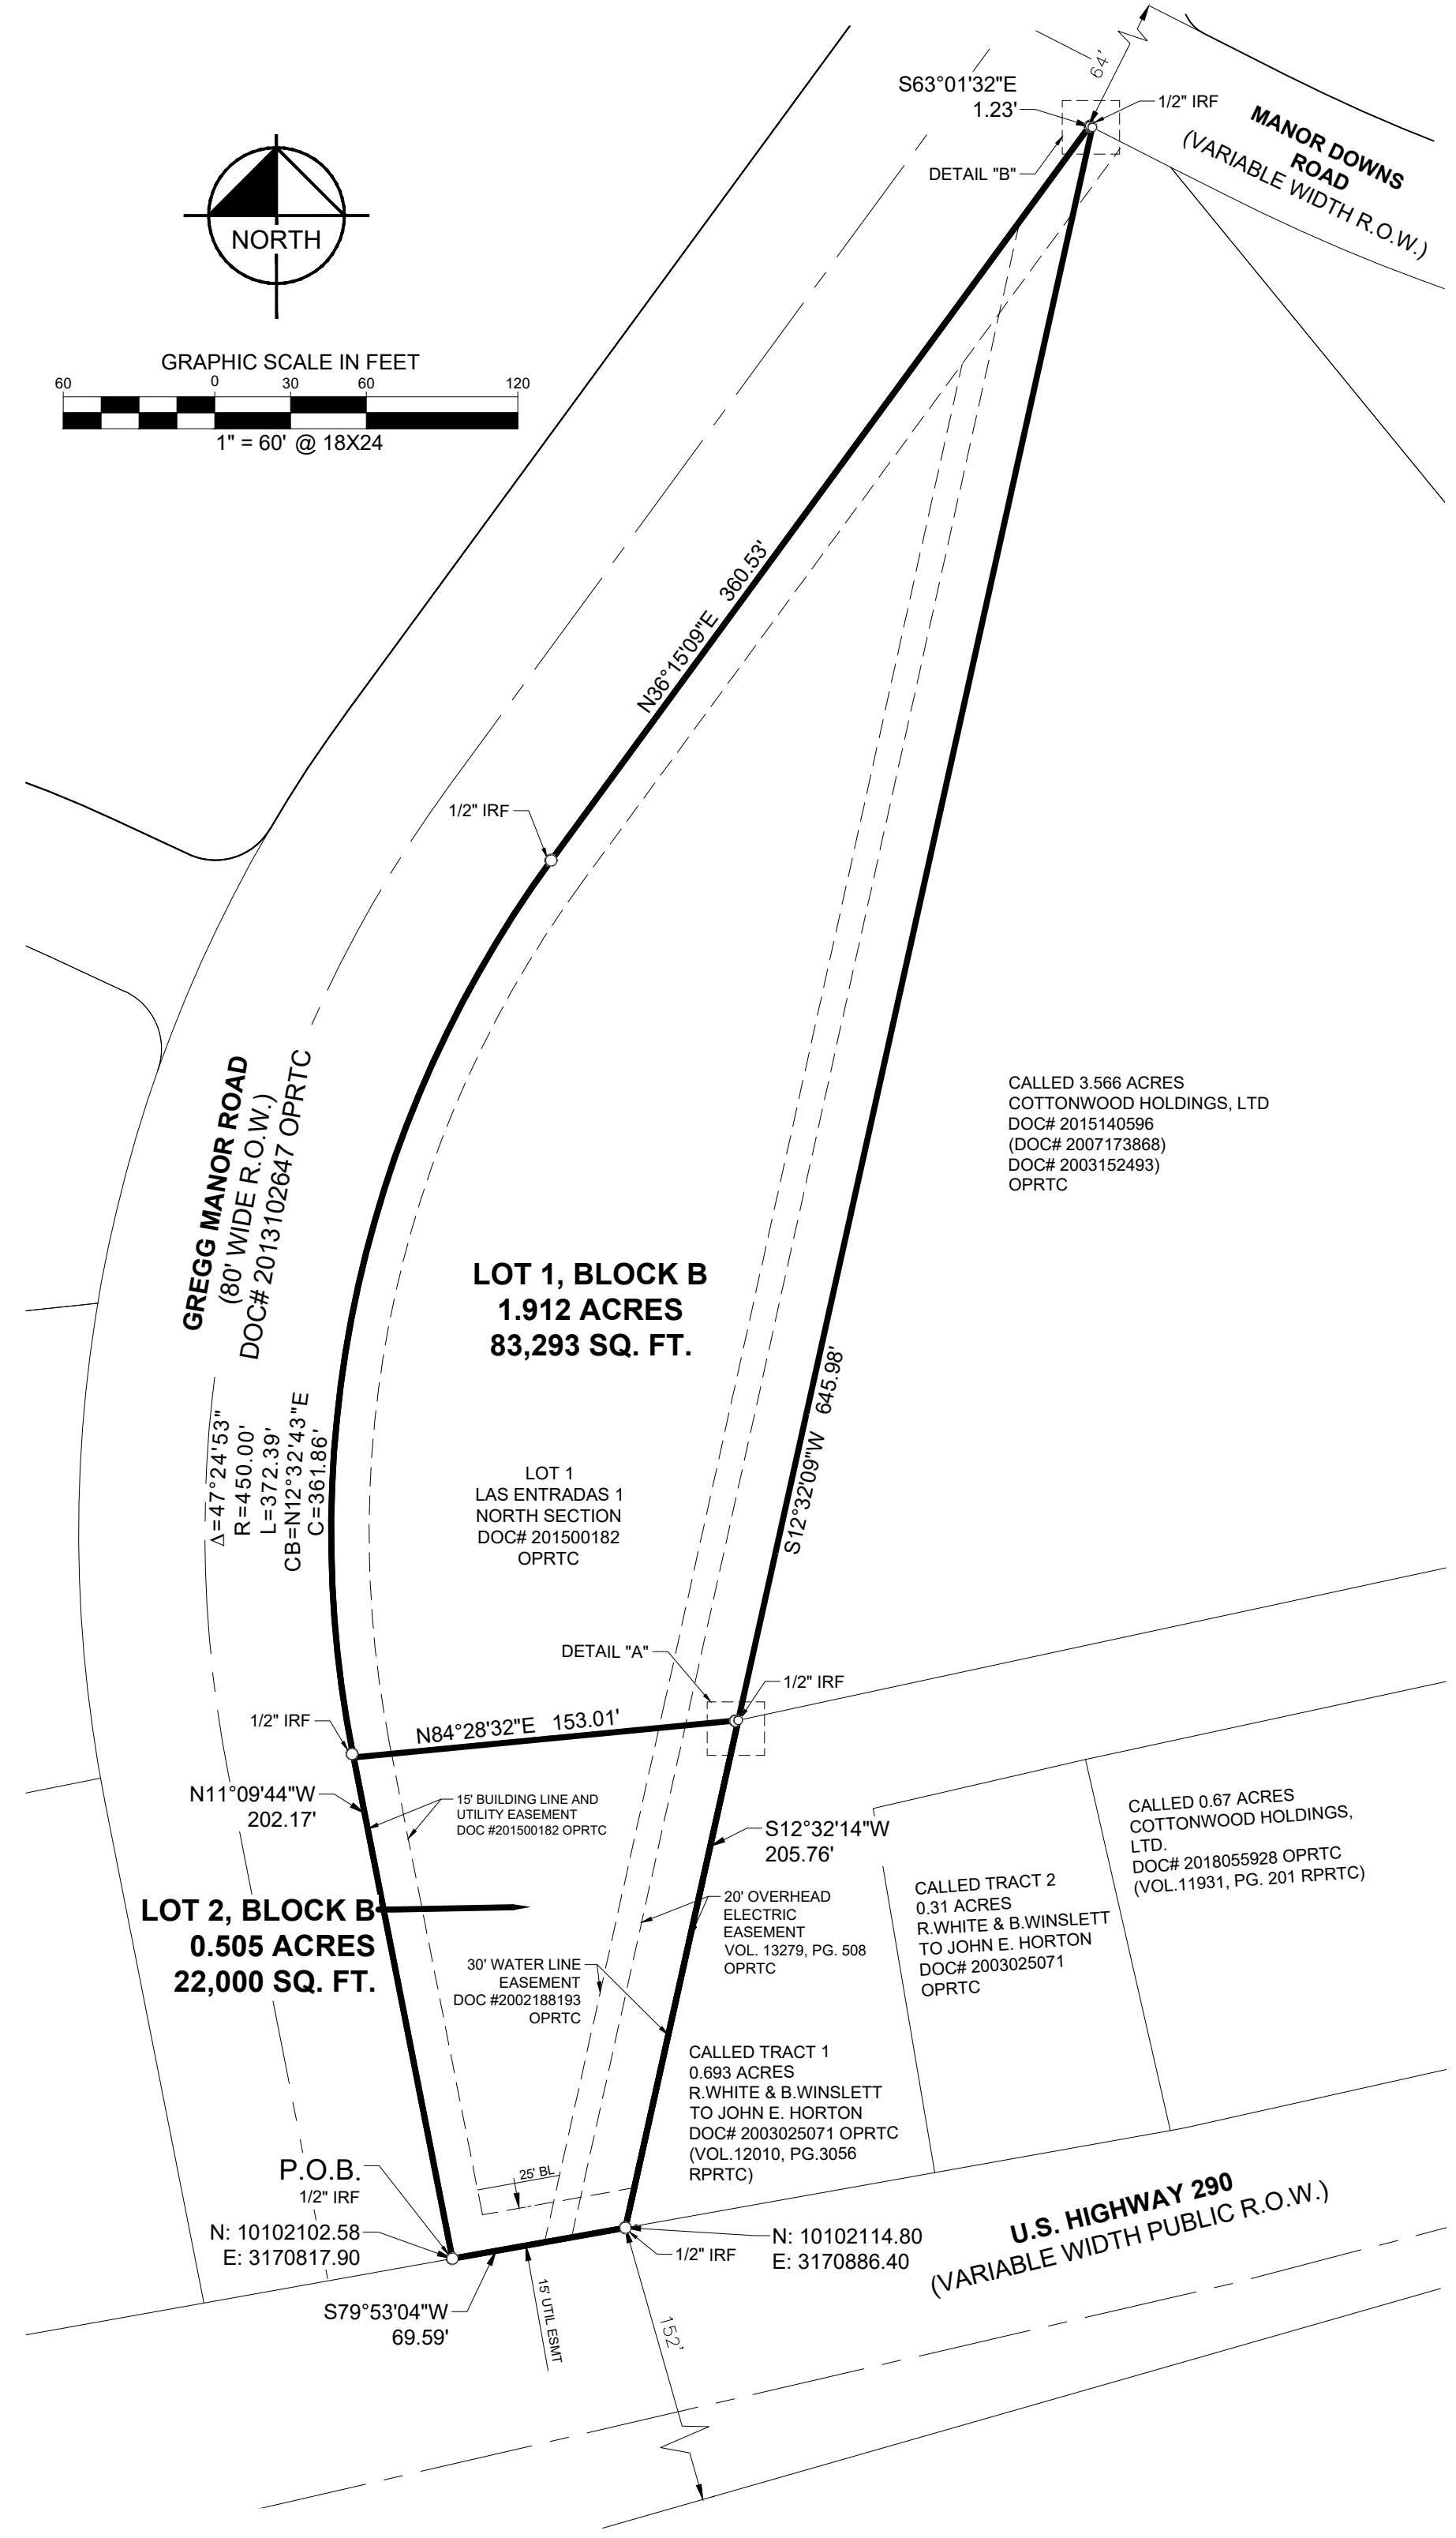 64'
S63°01'32"E
1.23'
1/2" IRF
DETAIL "B"
MANOR DOWNS
ROAD
(VARIABLE WIDTH R.O.W.)
NORTH
GRAPHIC SCALE IN FEET
60 0 30 60 120
1" = 60' @ 18X24
N36°15'09"E 360.53'
1/2" IRF
GREGG MANOR ROAD
(80' WIDE R.O.W.)
DOC# 2013102647 OPRTC
CALLED 3.566 ACRES
COTTONWOOD HOLDINGS, LTD
DOC# 2015140596
(DOC# 2007173868)
DOC# 2003152493)
OPRTC
LOT 1, BLOCK B
1.912 ACRES
83,293 SQ. FT.
Δ=47°24'53"
R=450.00'
L=372.39'
CB=N12°32'43"E
C=361.86'
S12°32'09"W 645.98'
LOT 1
LAS ENTRADAS 1
NORTH SECTION
DOC# 201500182
OPRTC
DETAIL "A"
1/2" IRF
1/2" IRF
N84°28'32"E 153.01'
N11°09'44"W
202.17'
15' BUILDING LINE AND
UTILITY EASEMENT
DOC #201500182 OPRTC
S12°32'14"W
205.76'
CALLED 0.67 ACRES
COTTONWOOD HOLDINGS,
LTD.
DOC# 2018055928 OPRTC
(VOL.11931, PG. 201 RPRTC)
CALLED TRACT 2
0.31 ACRES
R.WHITE & B.WINSLETT
TO JOHN E. HORTON
DOC# 2003025071
OPRTC
LOT 2, BLOCK B
0.505 ACRES
22,000 SQ. FT.
20' OVERHEAD
ELECTRIC
EASEMENT
VOL. 13279, PG. 508
OPRTC
30' WATER LINE
EASEMENT
DOC #2002188193
OPRTC
CALLED TRACT 1
0.693 ACRES
R.WHITE & B.WINSLETT
TO JOHN E. HORTON
DOC# 2003025071 OPRTC
(VOL.12010, PG.3056
RPRTC)
25' BL
P.O.B.
1/2" IRF
N: 10102102.58
E: 3170817.90
N: 10102114.80
E: 3170886.40
1/2" IRF
U.S. HIGHWAY 290
(VARIABLE WIDTH PUBLIC R.O.W.)
S79°53'04"W
69.59'
15' UTIL ESMT
152'